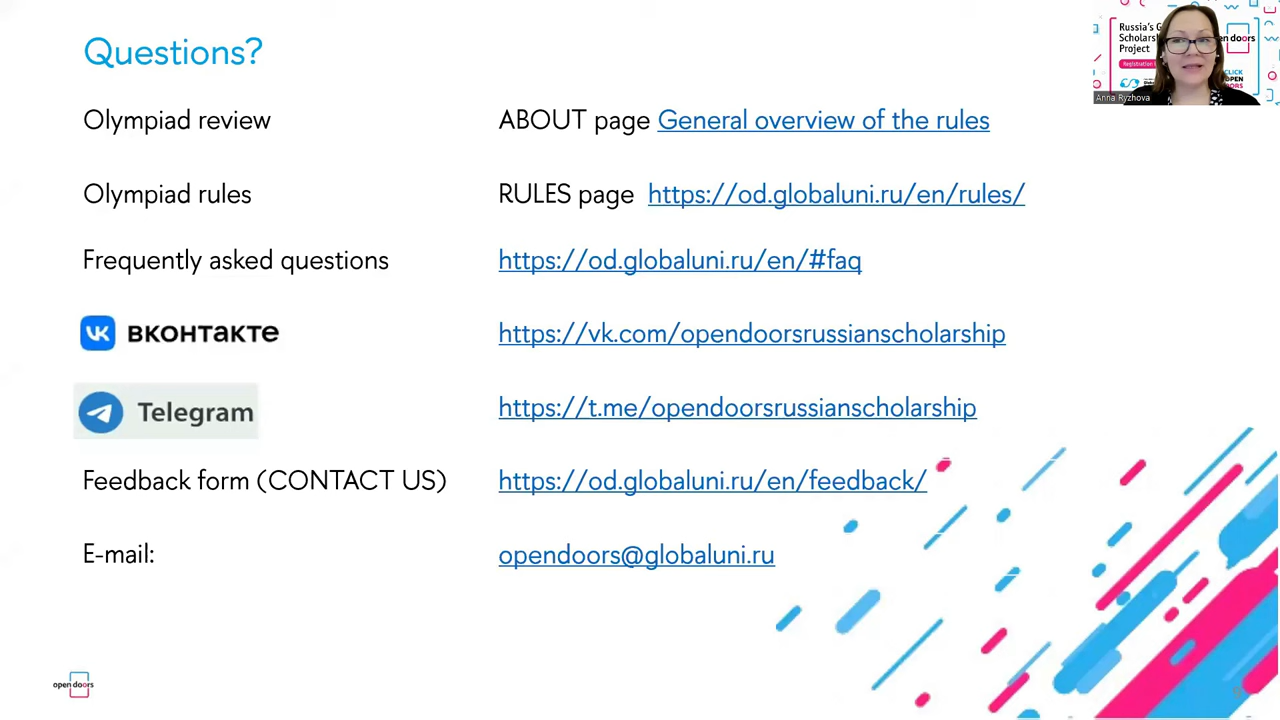 Questions?
Olympiad review
ABOUT page General overview of the rules
Olympiad rules
RULES page https://od.globaluni.ru/en/rules/
Frequently asked questions
https://od.globaluni.ru/en/#faq
ВКОНТАКТЕ
https://vk.com/opendoorsrussianscholarship
Telegram
https://t.me/opendoorsrussianscholarship
Feedback form (CONTACT US)
https://od.globaluni.ru/en/feedback/
E-mail:
opendoors@globaluni.ru
open doors
Russia's
Project
Anna Ryzhova